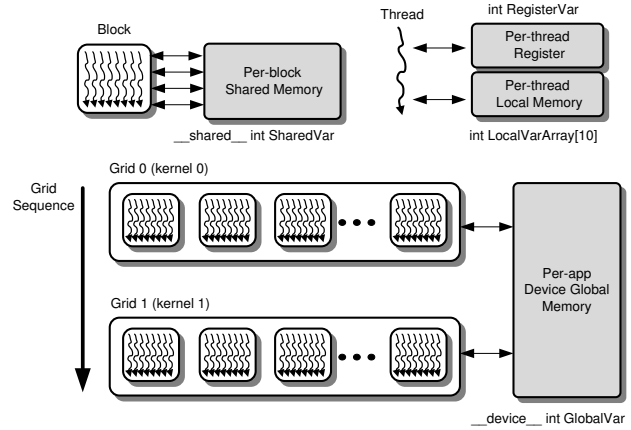 Block
Per-block
Shared Memory
__shared__ int SharedVar
Thread
int RegisterVar
Per-thread
Register
Per-thread
Local Memory
int LocalVarArray[10]
Grid
Sequence
Grid 0 (kernel 0)
Grid 1 (kernel 1)
Per-app
Device Global
Memory
__device__ int GlobalVar